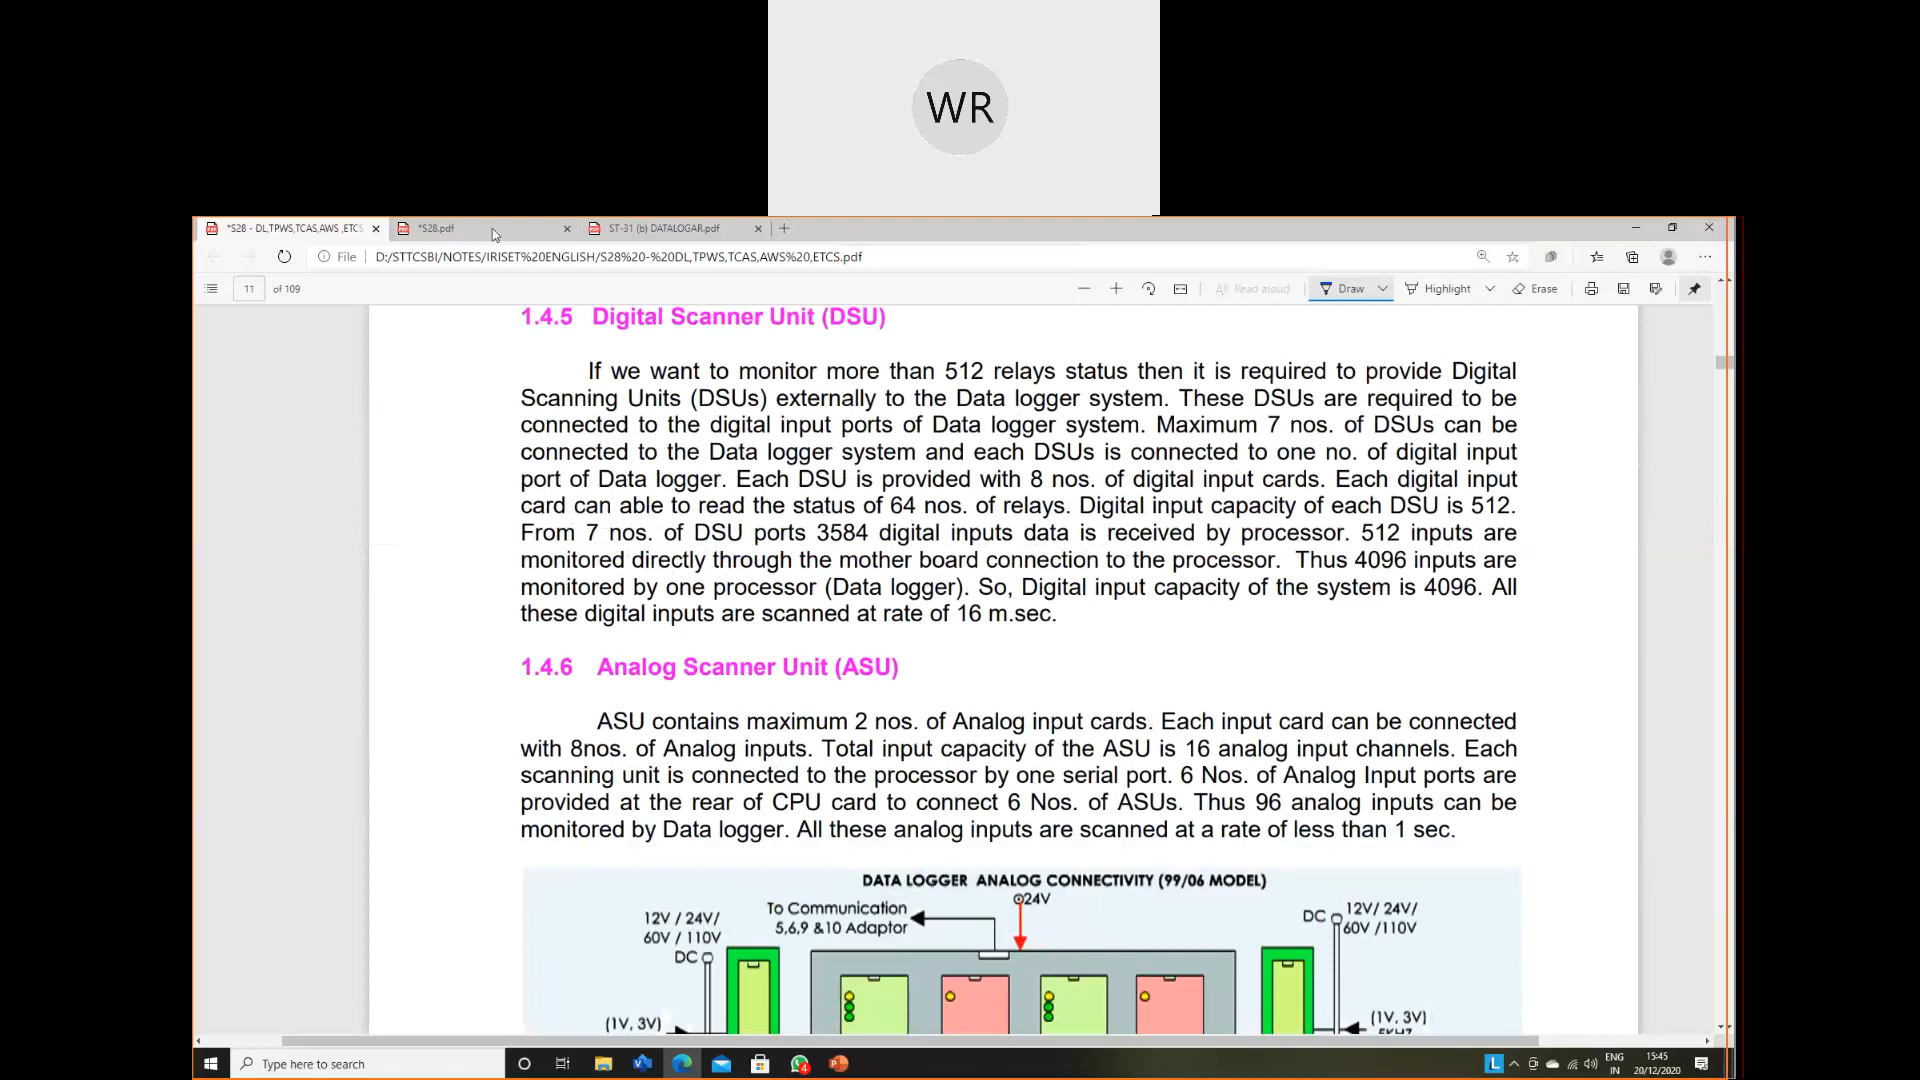 WR
*S28 - DL,TPWS,TCAS,AWS ,ETCS
*S28.pdf
ST-31 (b) DATALOGAR.pdf
File D:/STTCSBI/NOTES/IRISET%20ENGLISH/S28%20-%20DL,TPWS,TCAS,AWS%20,ETCS.pdf
11 of 109
Read aloud
Draw
Highlight
Erase
1.4.5 Digital Scanner Unit (DSU)
If we want to monitor more than 512 relays status then it is required to provide Digital
Scanning Units (DSUs) externally to the Data logger system. These DSUs are required to be
connected to the digital input ports of Data logger system. Maximum 7 nos. of DSUs can be
connected to the Data logger system and each DSUs is connected to one no. of digital input
port of Data logger. Each DSU is provided with 8 nos. of digital input cards. Each digital input
card can able to read the status of 64 nos. of relays. Digital input capacity of each DSU is 512.
From 7 nos. of DSU ports 3584 digital inputs data is received by processor. 512 inputs are
monitored directly through the mother board connection to the processor. Thus 4096 inputs are
monitored by one processor (Data logger). So, Digital input capacity of the system is 4096. All
these digital inputs are scanned at rate of 16 m.sec.
1.4.6 Analog Scanner Unit (ASU)
ASU contains maximum 2 nos. of Analog input cards. Each input card can be connected
with 8nos. of Analog inputs. Total input capacity of the ASU is 16 analog input channels. Each
scanning unit is connected to the processor by one serial port. 6 Nos. of Analog Input ports are
provided at the rear of CPU card to connect 6 Nos. of ASUs. Thus 96 analog inputs can be
monitored by Data logger. All these analog inputs are scanned at a rate of less than 1 sec.
DATA LOGGER ANALOG CONNECTIVITY (99/06 MODEL)
12V / 24V/
60V / 110V
DC
To Communication
5,6,9 &10 Adaptor
24V
DC
12V/ 24V/
60V /110V
(1V, 3V)
(1V, 3V)
5KHZ
Type here to search
4
L
ENG
IN
15:45
20/12/2020